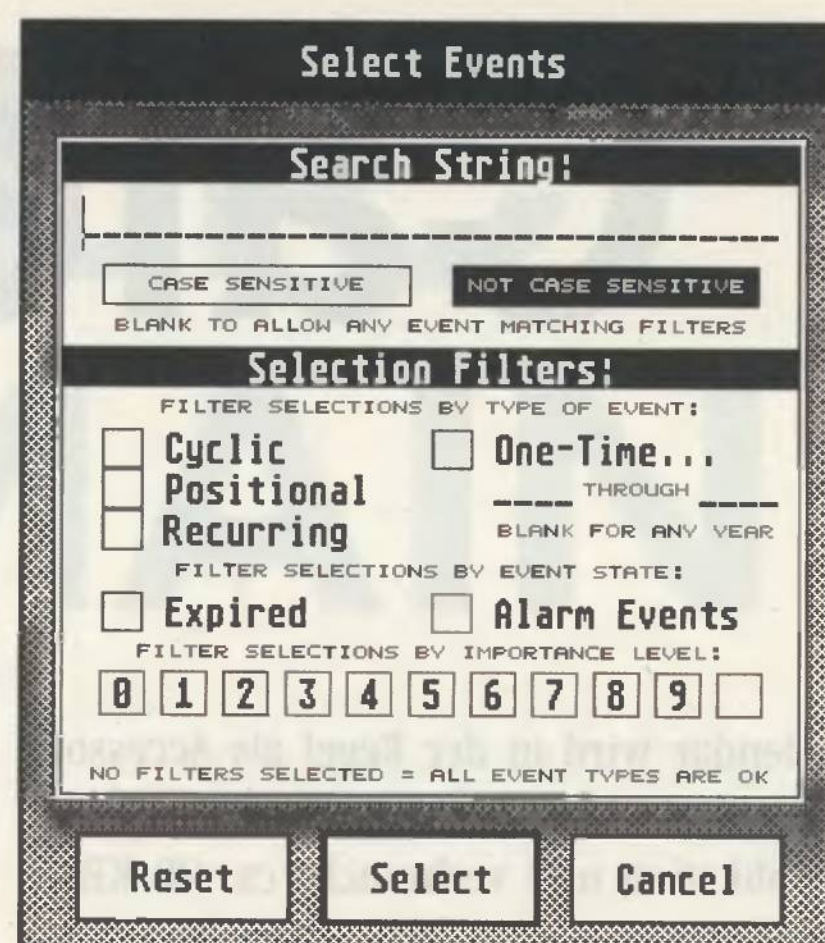 Select Events
Search String:
CASE SENSITIVE NOT CASE SENSITIVE
BLANK TO ALLOW ANY EVENT MATCHING FILTERS
Selection Filters:
FILTER SELECTIONS BY TYPE OF EVENT:
Cyclic One-Time...
Positional ____ THROUGH ____
Recurring BLANK FOR ANY YEAR
FILTER SELECTIONS BY EVENT STATE:
Expired Alarm Events
FILTER SELECTIONS BY IMPORTANCE LEVEL:
0 1 2 3 4 5 6 7 8 9
NO FILTERS SELECTED = ALL EVENT TYPES ARE OK
Reset Select Cancel